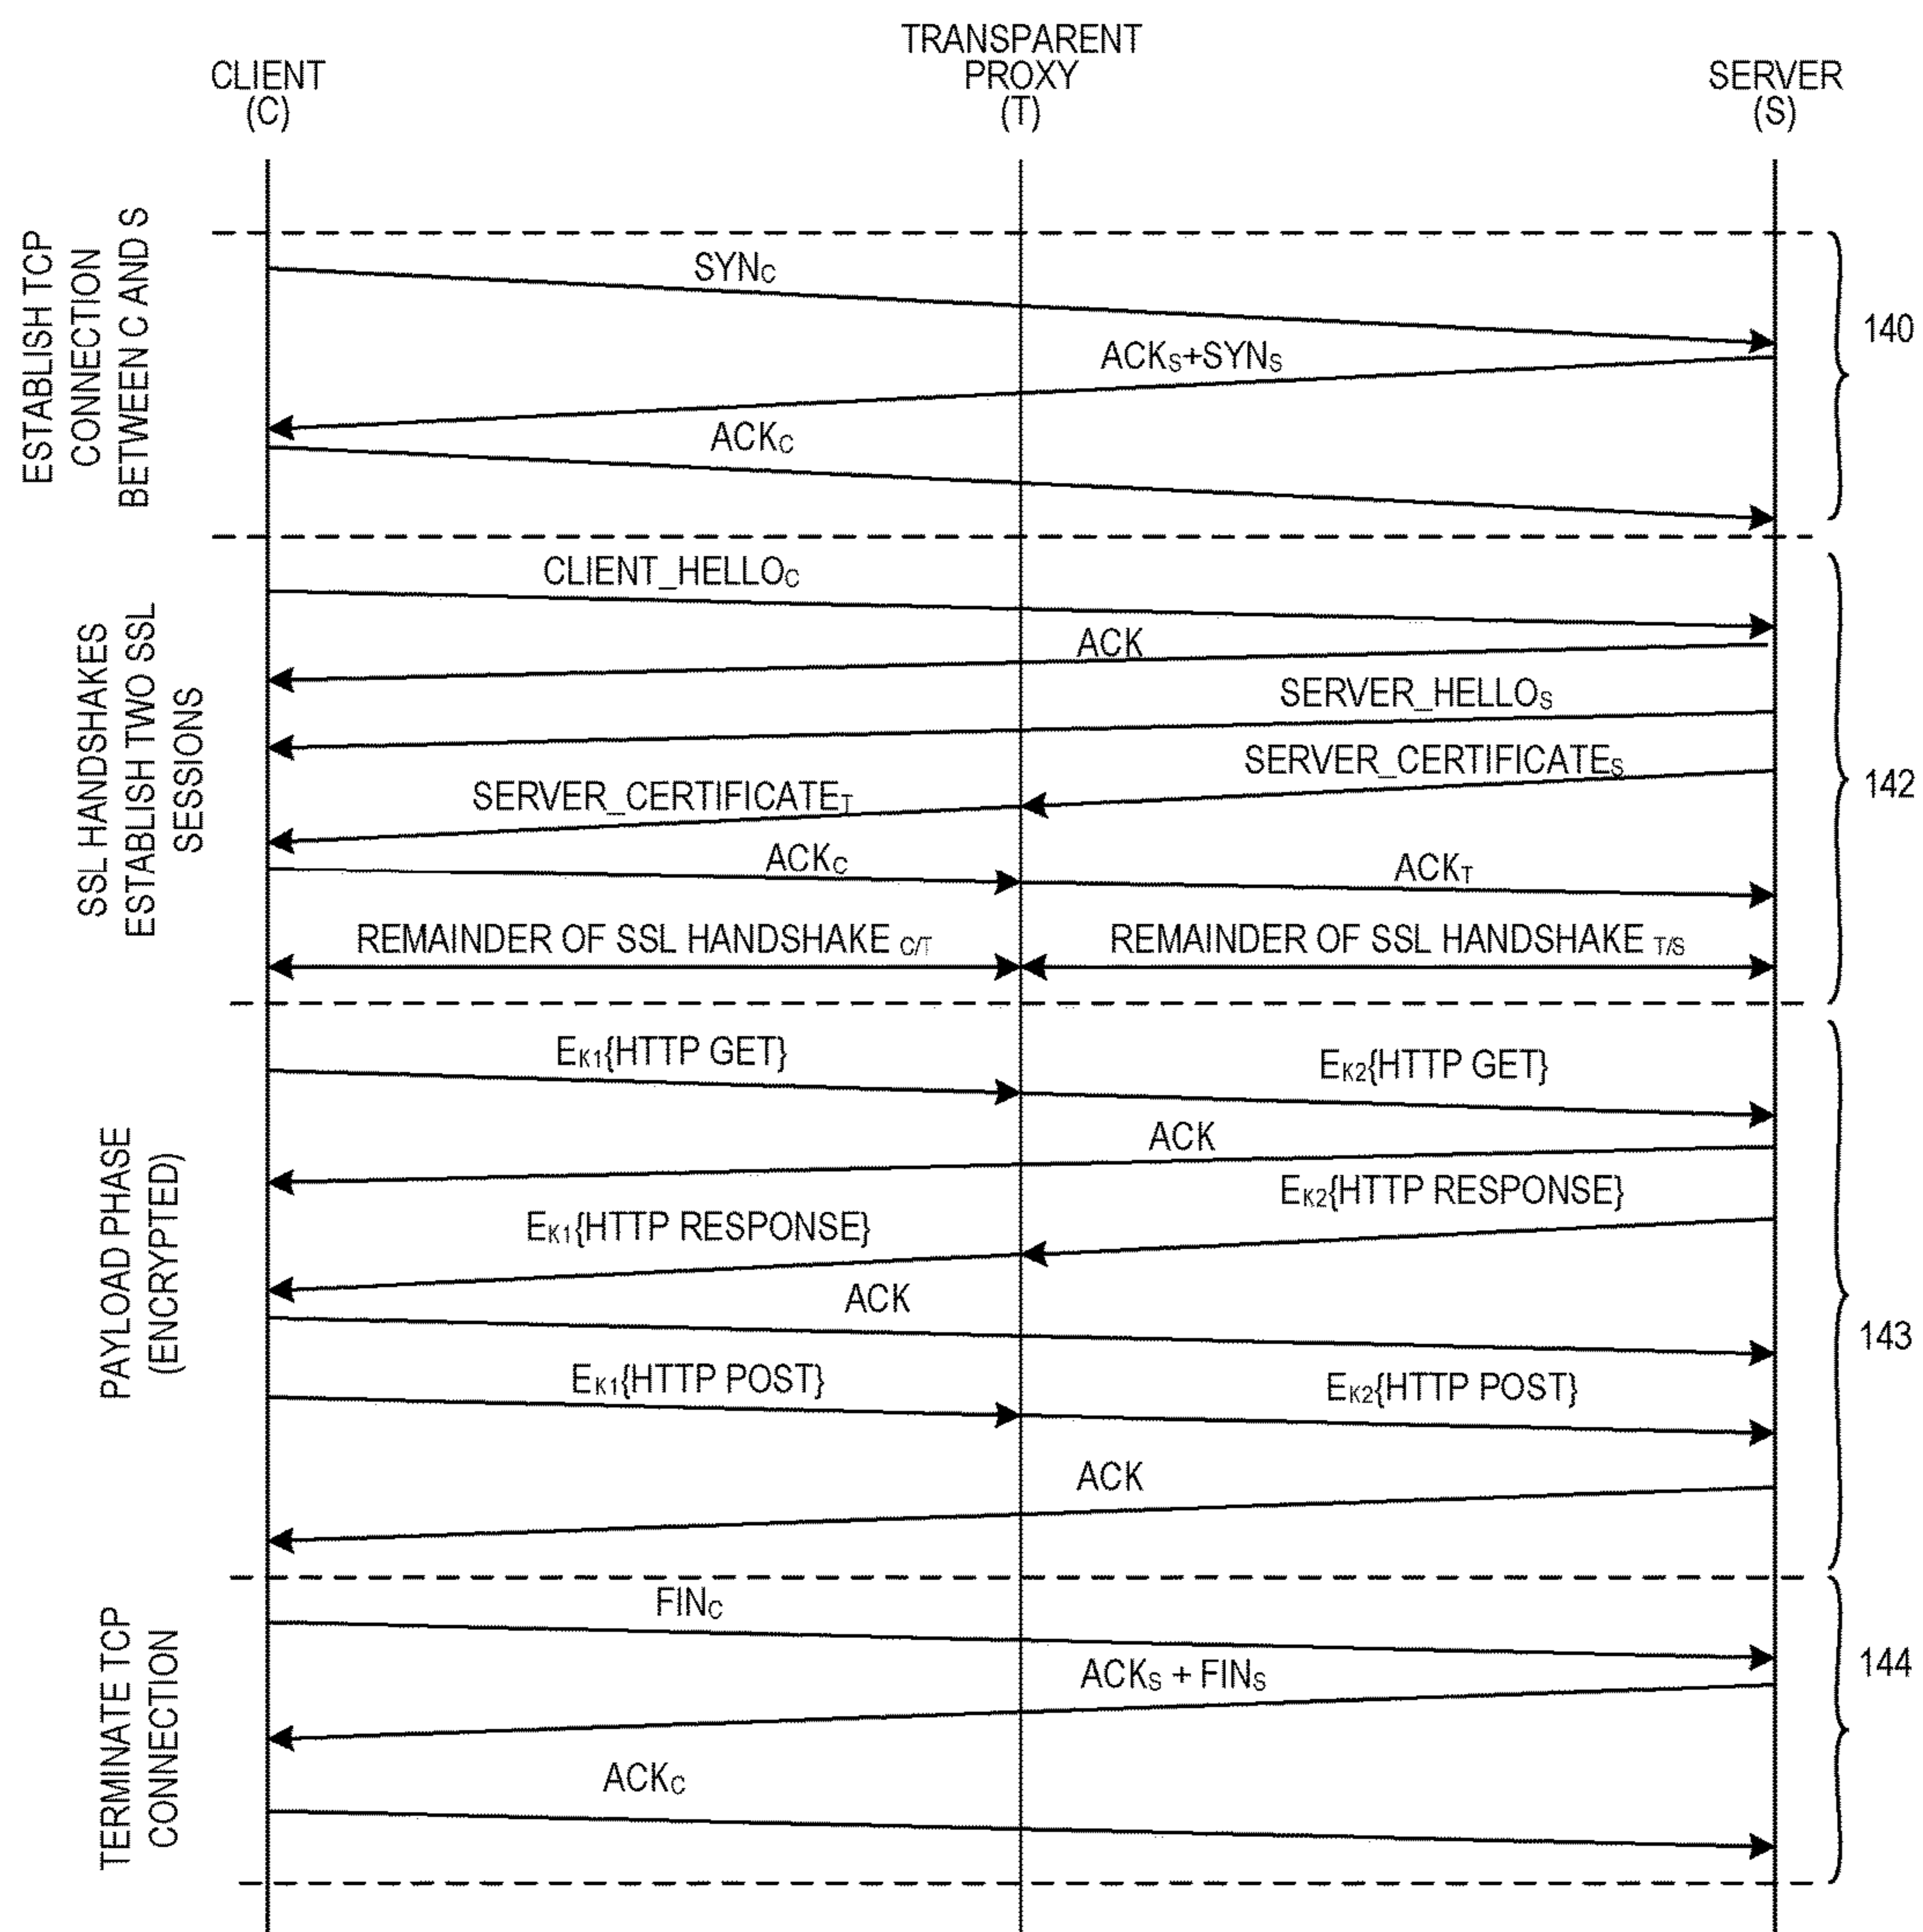 TRANSPARENT
PROXY
(T)
CLIENT
(C)
SERVER
(S)
ESTABLISH TCP
CONNECTION
BETWEEN C AND S
SYNC
ACKS+SYNS
ACKC
140
SSL HANDSHAKES
ESTABLISH TWO SSL
SESSIONS
CLIENT_HELLOC
ACK
SERVER_HELLOS
SERVER_CERTIFICATES
SERVER_CERTIFICATET
ACKC
ACKT
REMAINDER OF SSL HANDSHAKE C/T
REMAINDER OF SSL HANDSHAKE T/S
142
PAYLOAD PHASE
(ENCRYPTED)
EK1{HTTP GET}
EK2{HTTP GET}
ACK
EK2{HTTP RESPONSE}
EK1{HTTP RESPONSE}
ACK
EK1{HTTP POST}
EK2{HTTP POST}
ACK
143
TERMINATE TCP
CONNECTION
FINC
ACKS + FINS
ACKC
144